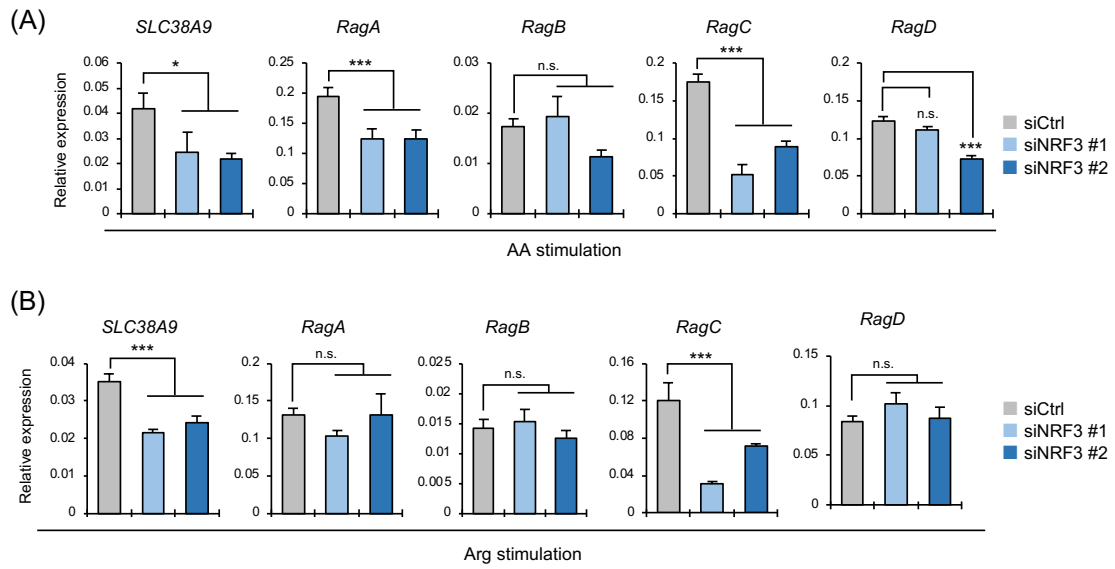 (A)
SLC38A9 RagA RagB RagC RagD
Relative expression
0.06 0.05 0.04 0.03 0.02 0.01 0
*
0.2 0.15 0.1 0.05 0
***
0.03 0.02 0.01 0
n.s.
0.2 0.15 0.1 0.05 0
***
0.2 0.15 0.1 0.05 0
n.s.
***
siCtrl
siNRF3 #1
siNRF3 #2
AA stimulation
(B)
SLC38A9 RagA RagB RagC RagD
Relative expression
0.04 0.03 0.02 0.01 0
***
0.2 0.15 0.1 0.05 0
n.s.
0.025 0.02 0.015 0.01 0.005 0
n.s.
0.16 0.12 0.08 0.04 0
***
0.15 0.1 0.05 0
n.s.
siCtrl
siNRF3 #1
siNRF3 #2
Arg stimulation